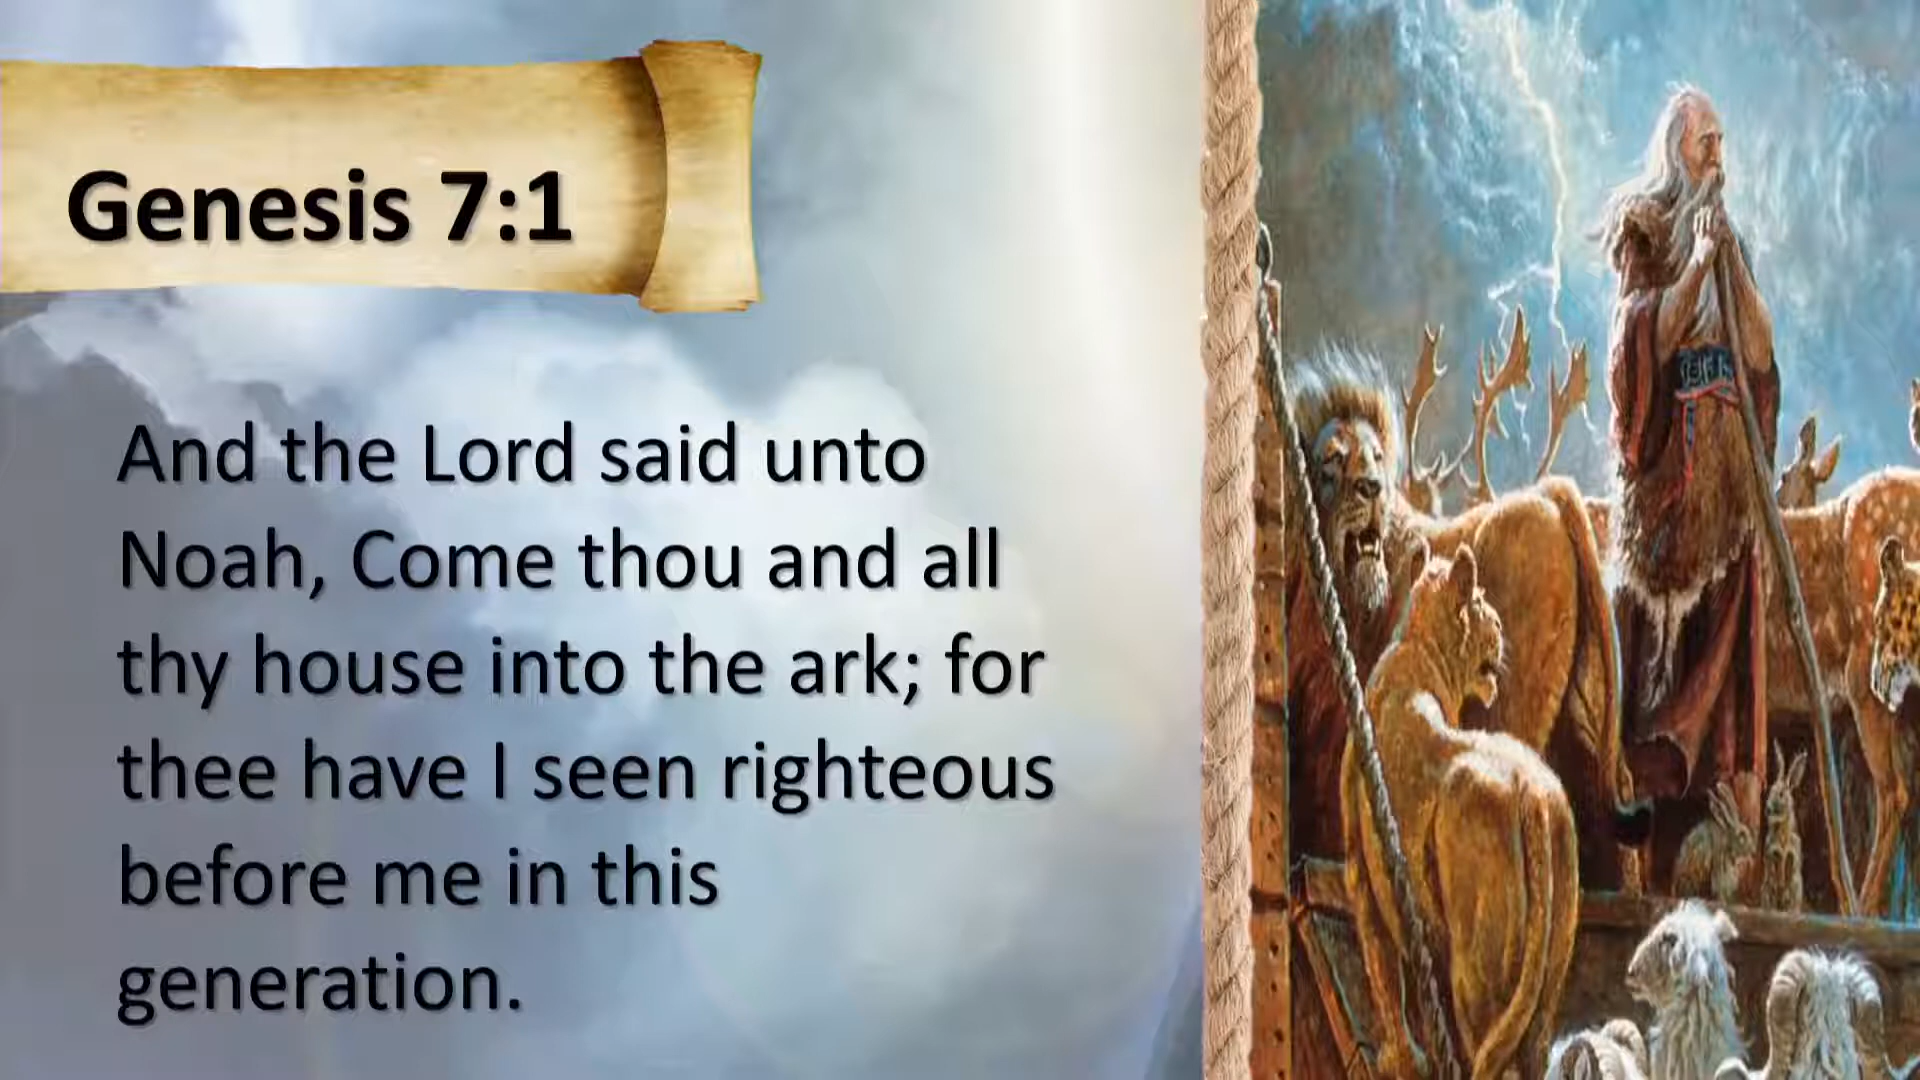 Genesis 7:1
And the Lord said unto
Noah, Come thou and all
thy house into the ark; for
thee have I seen righteous
before me in this
generation.